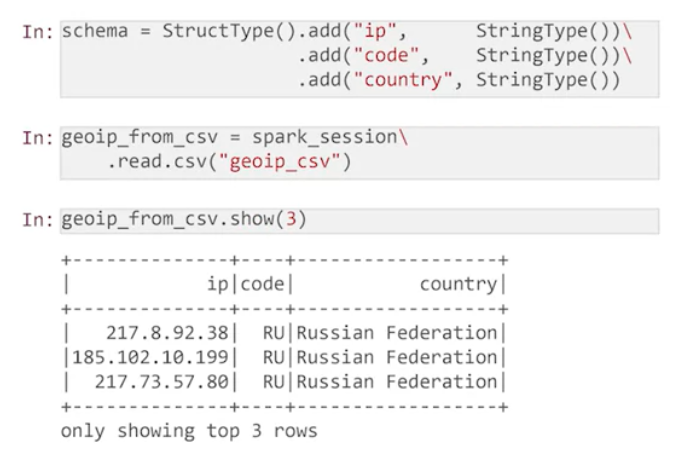 In: schema = StructType().add("ip",       StringType())\
                         .add("code",     StringType())\
                         .add("country", StringType())
In: geoip_from_csv = spark_session\
    .read.csv("geoip_csv")
In: geoip_from_csv.show(3)
+--------------+----+------------------+
|            ip|code|           country|
+--------------+----+------------------+
|   217.8.92.38|  RU|Russian Federation|
|185.102.10.199|  RU|Russian Federation|
|  217.73.57.80|  RU|Russian Federation|
+--------------+----+------------------+
only showing top 3 rows